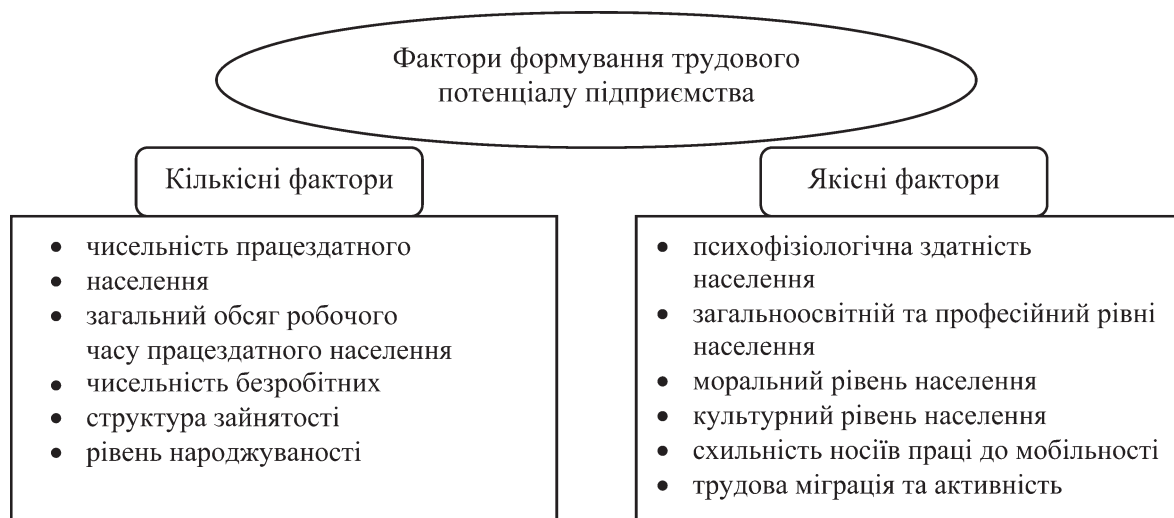 Фактори формування трудового
потенціалу підприємства
Кількісні фактори
• чисельність працездатного
• населення
• загальний обсяг робочого
часу працездатного населення
• чисельність безробітних
• структура зайнятості
• рівень народжуваності
Якісні фактори
• психофізіологічна здатність
населення
• загальноосвітній та професійний рівні
населення
• моральний рівень населення
• культурний рівень населення
• схильність носіїв праці до мобільності
• трудова міграція та активність